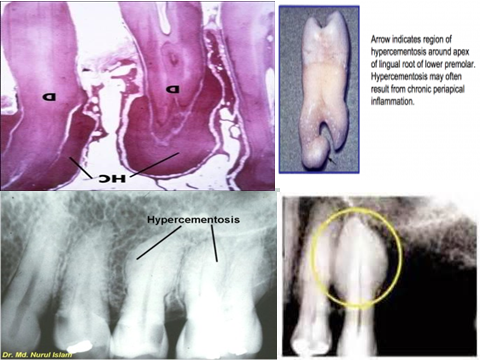 D
D
HC
Arrow indicates region of
hypercementosis around apex
of lingual root of lower premolar.
Hypercementosis may often
result from chronic periapical
inflammation.
Hypercementosis
Dr. Md. Nurul Islam